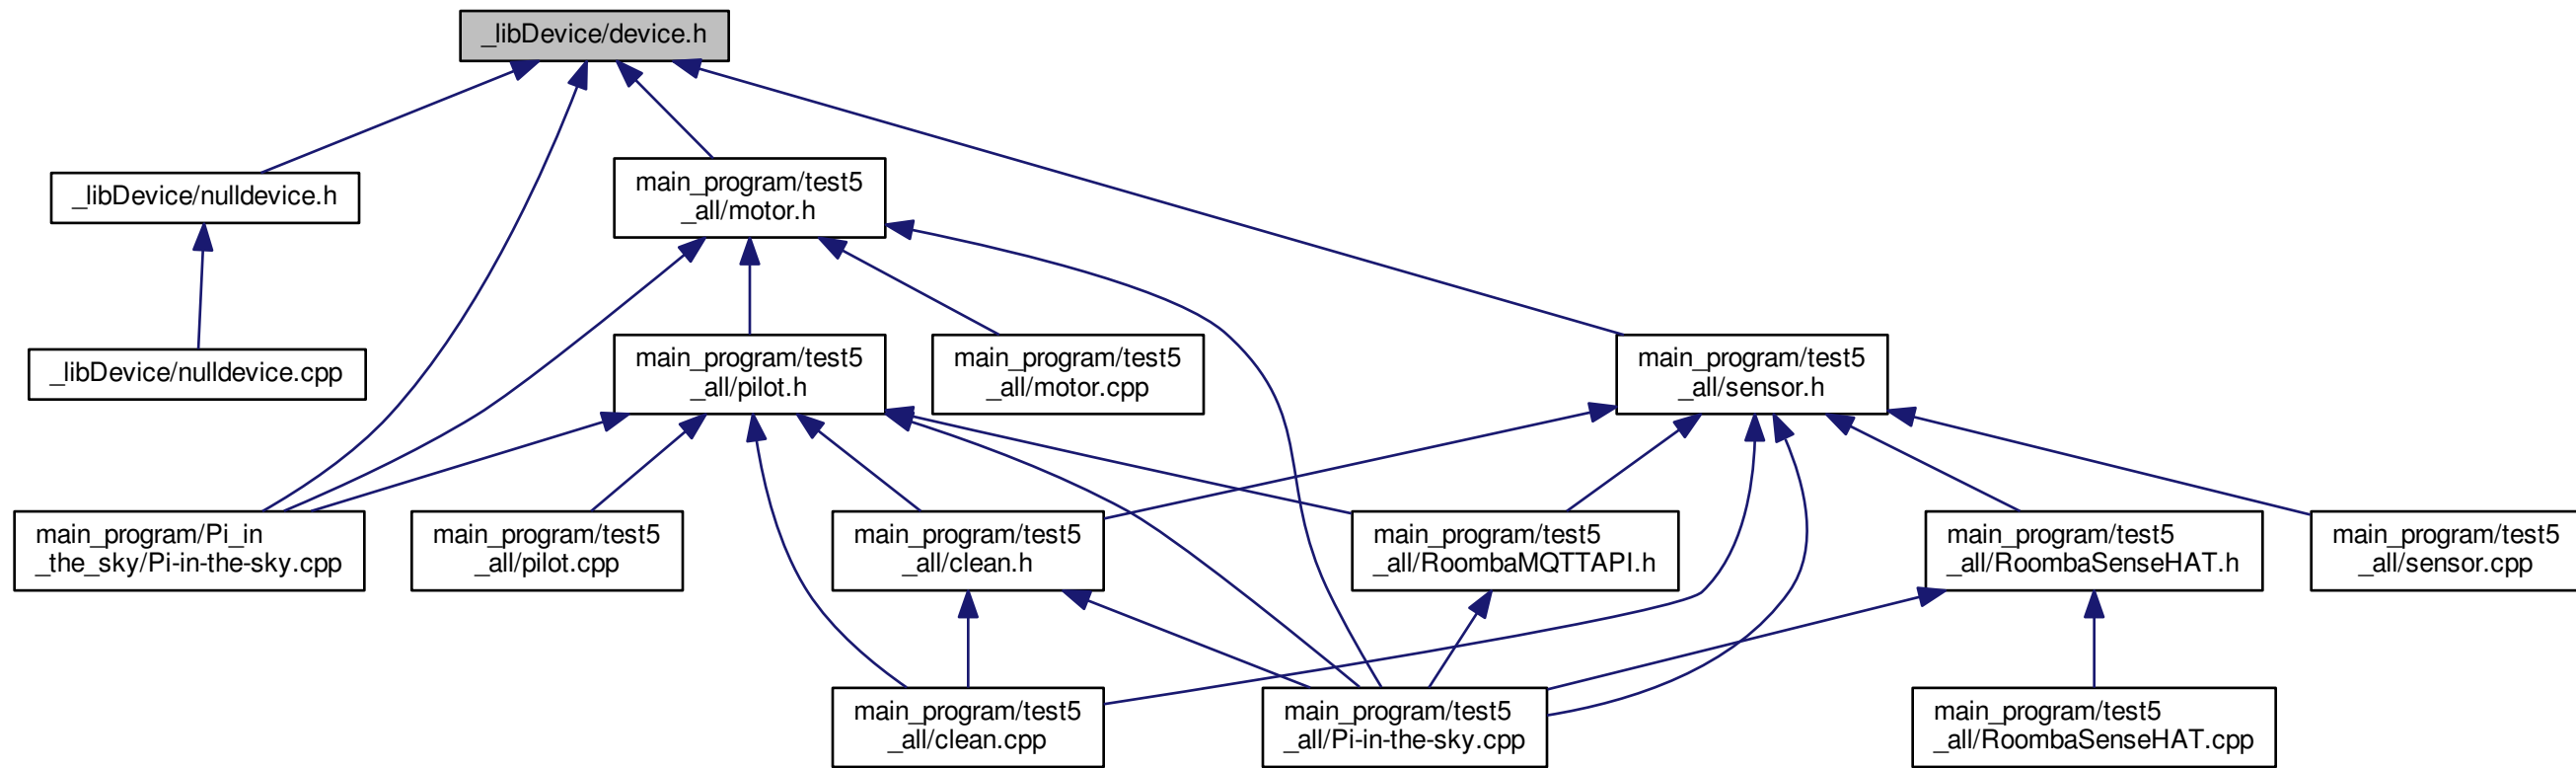 _libDevice/device.h
_libDevice/nulldevice.h
main_program/test5
_all/motor.h
_libDevice/nulldevice.cpp
main_program/test5
_all/pilot.h
main_program/test5
_all/motor.cpp
main_program/test5
_all/sensor.h
main_program/Pi_in
_the_sky/Pi-in-the-sky.cpp
main_program/test5
_all/pilot.cpp
main_program/test5
_all/clean.h
main_program/test5
_all/RoombaMQTTAPI.h
main_program/test5
_all/RoombaSenseHAT.h
main_program/test5
_all/sensor.cpp
main_program/test5
_all/clean.cpp
main_program/test5
_all/Pi-in-the-sky.cpp
main_program/test5
_all/RoombaSenseHAT.cpp